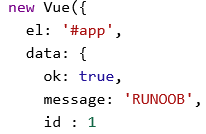 new Vue({
  el: '#app',
  data: {
    ok: true,
    message: 'RUNOOB',
    id : 1